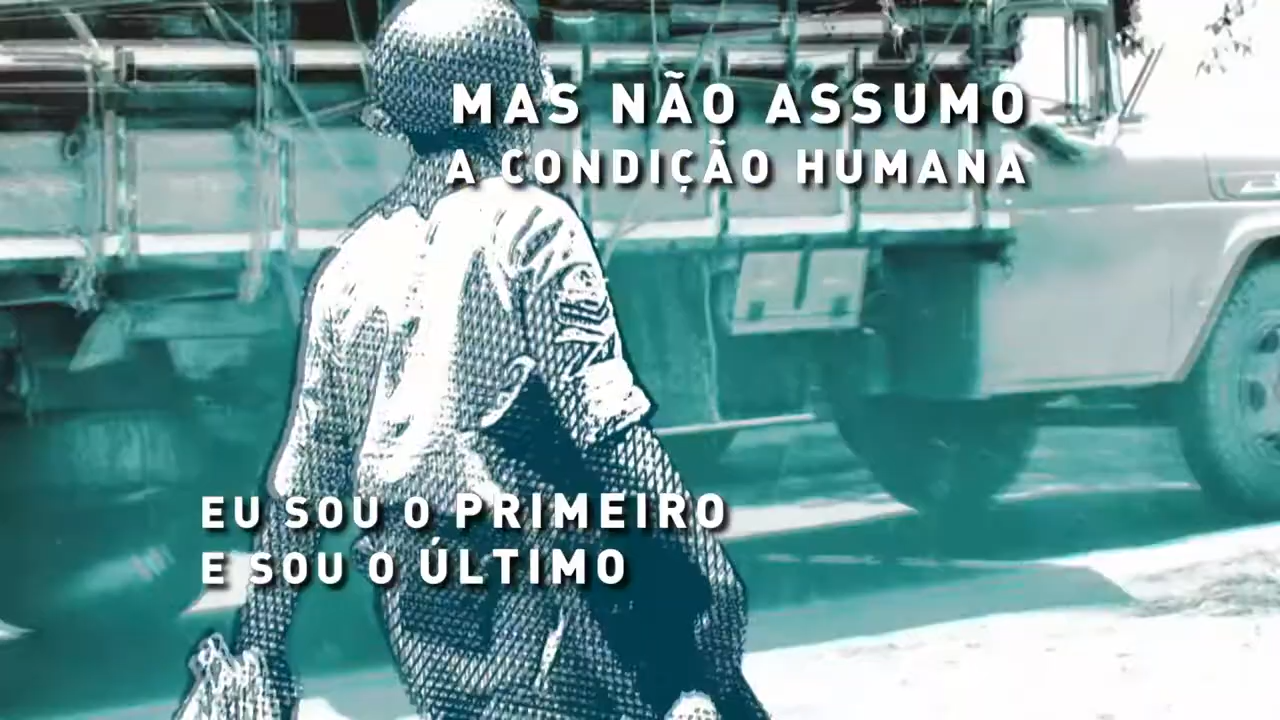 MAS NÃO ASSUMO
A CONDIÇÃO HUMANA
EU SOU O PRIMEIRO
E SOU O ÚLTIMO